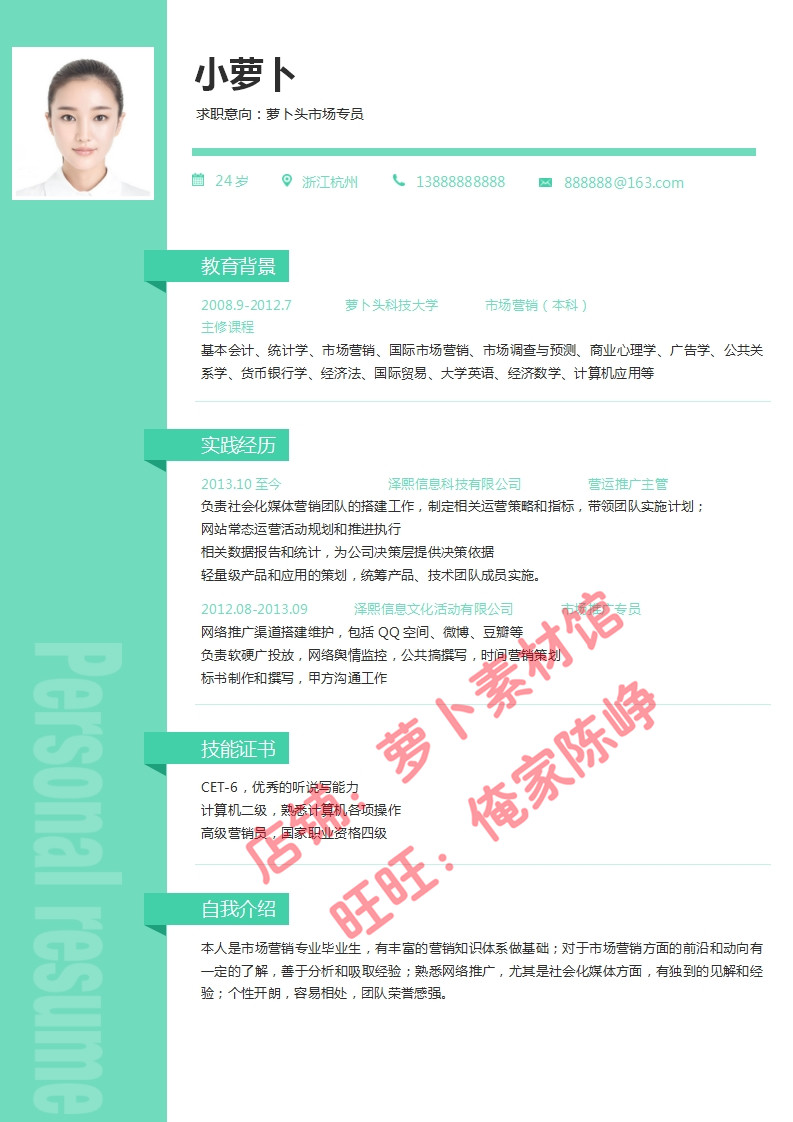 小萝卜
求职意向：萝卜头市场专员
24 岁 浙江杭州 13888888888 888888@163.com
教育背景
2008.9-2012.7 萝卜头科技大学 市场营销（本科）
主修课程
基本会计、统计学、市场营销、国际市场营销、市场调查与预测、商业心理学、广告学、公共关
系学、货币银行学、经济法、国际贸易、大学英语、经济数学、计算机应用等
实践经历
2013.10 至今 泽熙信息科技有限公司 营运推广主管
负责社会化媒体营销团队的搭建工作，制定相关运营策略和指标，带领团队实施计划；
网站常态运营活动规划和推进执行
相关数据报告和统计，为公司决策层提供决策依据
轻量级产品和应用的策划，统筹产品、技术团队成员实施。
2012.08-2013.09 泽熙信息文化活动有限公司 市场推广专员
网络推广渠道搭建维护，包括 QQ 空间、微博、豆瓣等
负责软硬广投放，网络舆情监控，公共搞撰写，时间营销策划
标书制作和撰写，甲方沟通工作
技能证书
CET-6，优秀的听说写能力
计算机二级，熟悉计算机各项操作
高级营销员，国家职业资格四级
自我介绍
本人是市场营销专业毕业生，有丰富的营销知识体系做基础；对于市场营销方面的前沿和动向有
一定的了解，善于分析和吸取经验；熟悉网络推广，尤其是社会化媒体方面，有独到的见解和经
验；个性开朗，容易相处，团队荣誉感强。
Personal resume
店铺：萝卜素材馆
旺旺：俺家陈峥